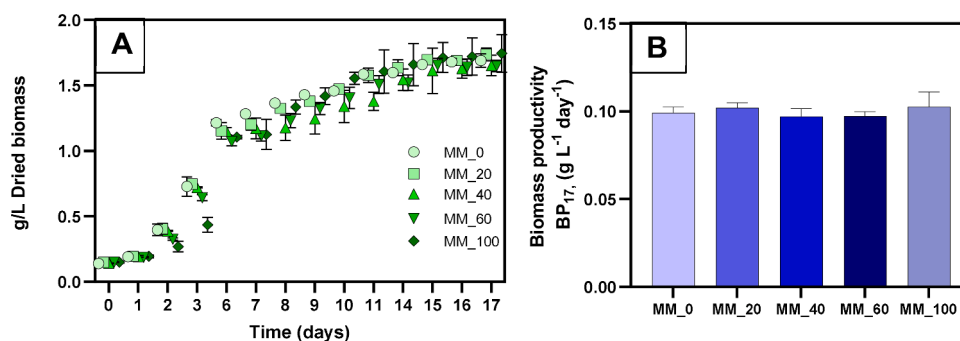 A
g/L Dried biomass
2.0
1.5
1.0
0.5
0.0
MM_0
MM_20
MM_40
MM_60
MM_100
0 1 2 3 6 7 8 9 10 11 14 15 16 17
Time (days)
B
Biomass productivity
BP17, (g L-1 day-1)
0.15
0.10
0.05
0.00
MM_0 MM_20 MM_40 MM_60 MM_100